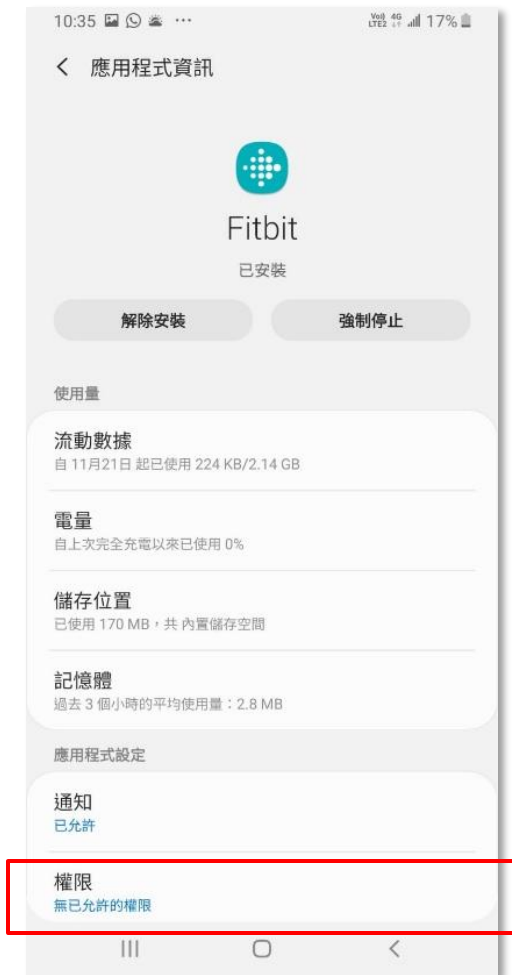 10:35 ... Voi) 4G LTE2 17%
應用程式資訊
Fitbit
已安裝
解除安裝 強制停止
使用量
流動數據
自 11月21日 起已使用 224 KB/2.14 GB
電量
自上次完全充電以來已使用 0%
儲存位置
已使用 170 MB，共 內置儲存空間
記憶體
過去 3 個小時的平均使用量：2.8 MB
應用程式設定
通知
已允許
權限
無已允許的權限